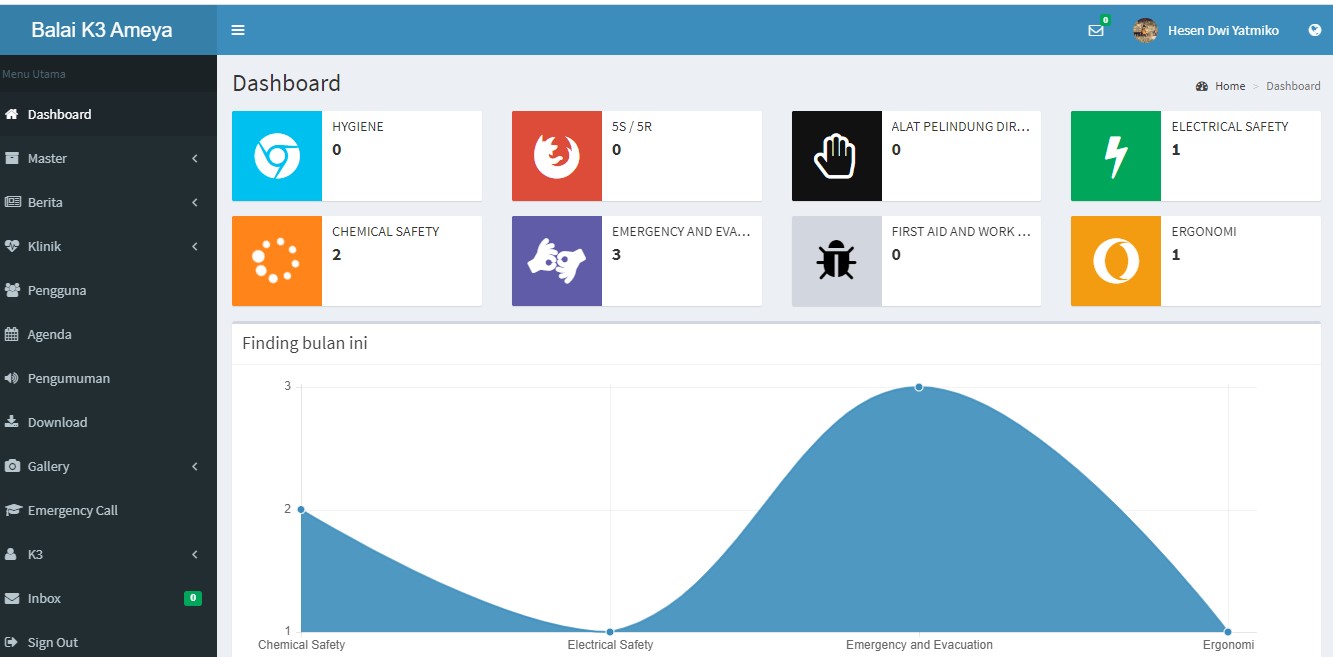 Balai K3 Ameya
0
Hesen Dwi Yatmiko
Menu Utama
Dashboard
Master
Berita
Klinik
Pengguna
Agenda
Pengumuman
Download
Gallery
Emergency Call
K3
Inbox 0
Sign Out
Dashboard
Home > Dashboard
HYGIENE
0
5S / 5R
0
ALAT PELINDUNG DIR...
0
ELECTRICAL SAFETY
1
CHEMICAL SAFETY
2
EMERGENCY AND EVA...
3
FIRST AID AND WORK ...
0
ERGONOMI
1
Finding bulan ini
3
2
1
Chemical Safety Electrical Safety Emergency and Evacuation Ergonomi